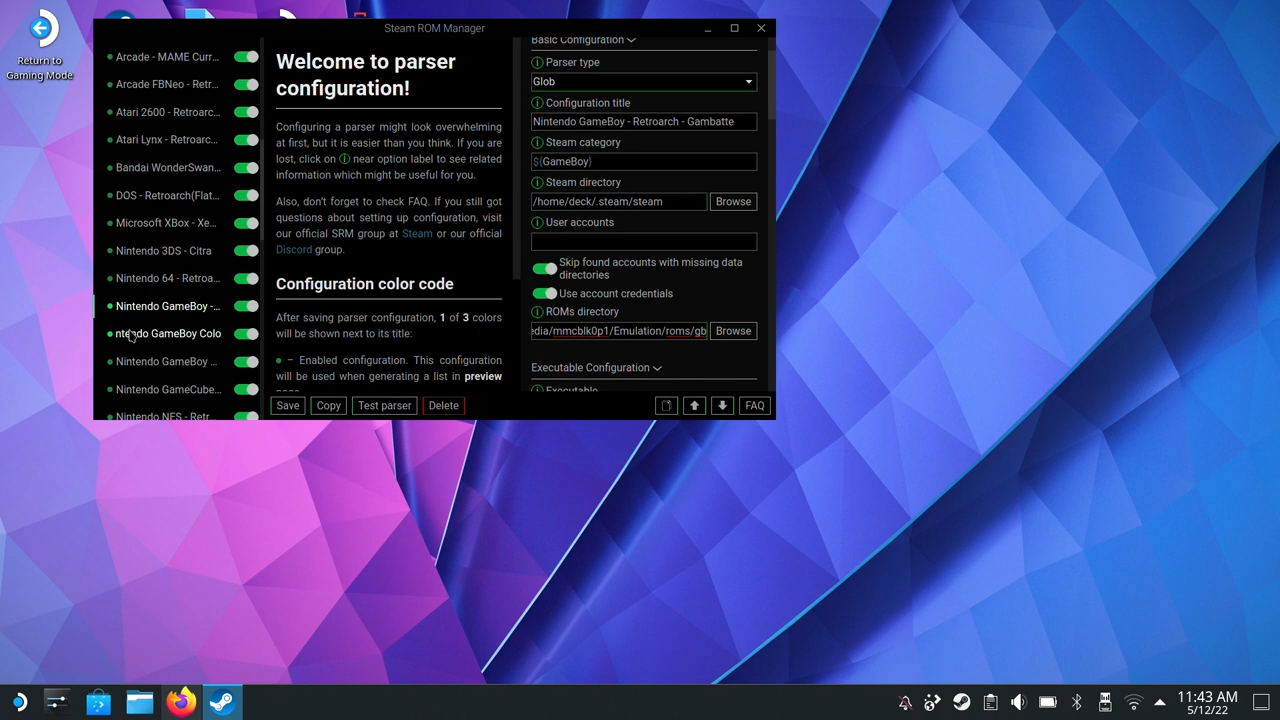 Return to
Gaming Mode
Steam ROM Manager
Arcade - MAME Curr...
Arcade FBNeo - Retr...
Atari 2600 - Retroarc...
Atari Lynx - Retroarc...
Bandai WonderSwan...
DOS - Retroarch(Flat...
Microsoft XBox - Xe...
Nintendo 3DS - Citra
Nintendo 64 - Retroa...
Nintendo GameBoy -...
ntendo GameBoy Colo
Nintendo GameBoy ...
Nintendo GameCube...
Nintendo NES - Retr...
Welcome to parser
configuration!
Configuring a parser might look overwhelming
at first, but it is easier than you think. If you are
lost, click on ⓘ near option label to see related
information which might be useful for you.
Also, don't forget to check FAQ. If you still got
questions about setting up configuration, visit
our official SRM group at Steam or our official
Discord group.
Configuration color code
After saving parser configuration, 1 of 3 colors
will be shown next to its title:
– Enabled configuration. This configuration
will be used when generating a list in preview
Basic Configuration
Parser type
Glob
Configuration title
Nintendo GameBoy - Retroarch - Gambatte
Steam category
${GameBoy}
Steam directory
/home/deck/.steam/steam
Browse
User accounts
Skip found accounts with missing data
directories
Use account credentials
ROMs directory
edia/mmcblk0p1/Emulation/roms/gb
Browse
Executable Configuration
Executable
Save
Copy
Test parser
Delete
FAQ
11:43 AM
5/12/22